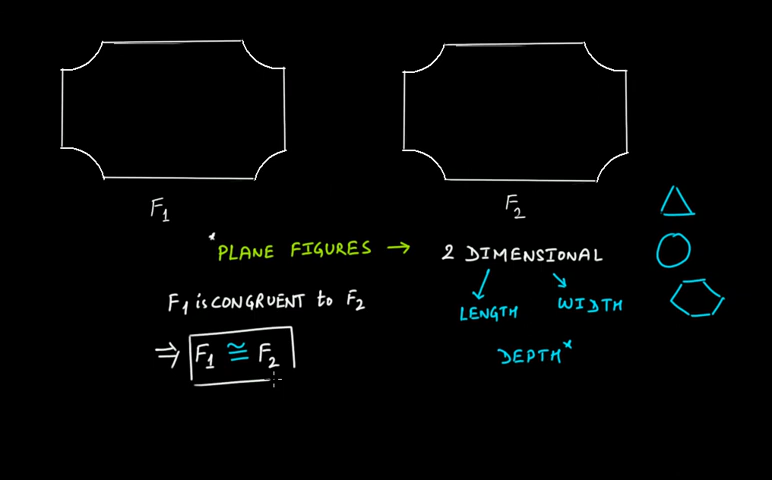 F1 F2
* PLANE FIGURES → 2 DIMENSIONAL
LENGTH WIDTH
F1 is CONGRUENT to F2
⇒ F1 ≅ F2
DEPTH*